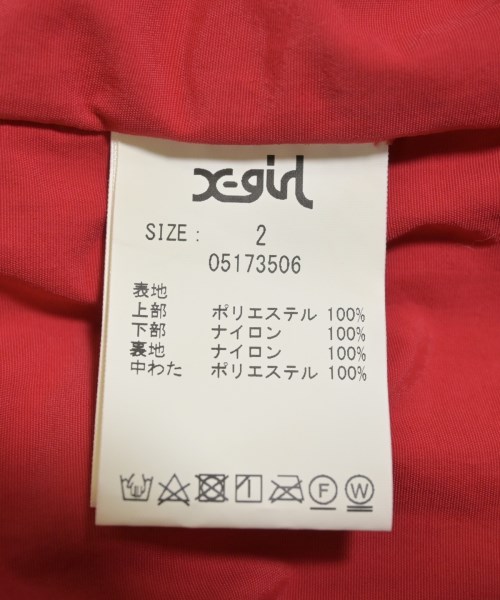 X-girl
SIZE: 2
05173506
表地
上部 ポリエステル 100%
下部 ナイロン 100%
裏地 ナイロン 100%
中わた ポリエステル 100%
F W